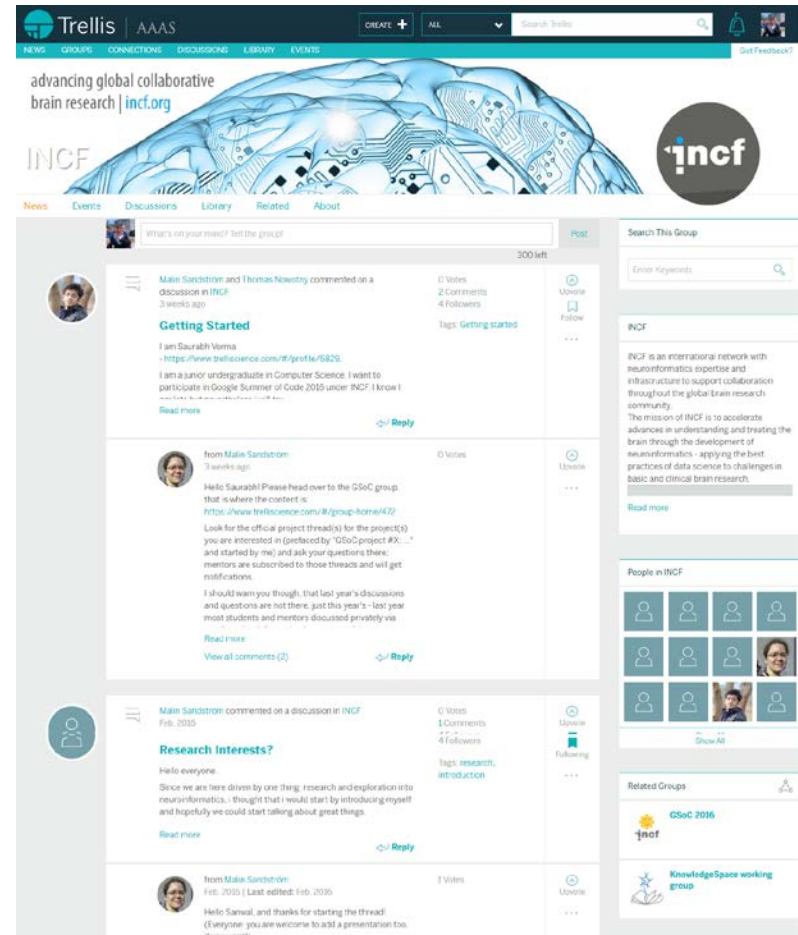 Trellis | AAAS
CREATE +
ALL
Search Trellis
NEWS GROUPS CONNECTIONS DISCUSSIONS LIBRARY EVENTS
Got Feedback?
advancing global collaborative
brain research | incf.org
INCF
incf
News Events Discussions Library Related About
What's on your mind? Tell the group!
Post
300 left
Malin Sandström and Thomas Nowotny commented on a
discussion in INCF
3 weeks ago
Getting Started
I am Saurabh Verma
- https://www.trelliscience.com/#/profile/5829.
I am a junior undergraduate in Computer Science. I want to
participate in Google Summer of Code 2016 under INCF. I know I
Read more
Reply
0 Votes
2 Comments
4 Followers
Tags: Getting started
Upvote
Follow
from Malin Sandström
3 weeks ago
Hello Saurabh! Please head over to the GSoC group,
that is where the content is:
https://www.trelliscience.com/#/group-home/472
Look for the official project thread(s) for the project(s)
you are interested in (prefaced by "GSoC project #X: ..."
and started by me) and ask your questions there;
mentors are subscribed to those threads and will get
notifications.
I should warn you though, that last year's discussions
and questions are not there, just this year's - last year
most students and mentors discussed privately via
Read more
View all comments (2)
Reply
0 Votes
Upvote
Malin Sandström commented on a discussion in INCF
Feb. 2015
Research Interests?
Hello everyone.
Since we are here driven by one thing: research and exploration into
neuroinformatics, i thought that i would start by introducing myself
and hopefully we could start talking about great things.
Read more
Reply
0 Votes
1 Comments
4 Followers
Tags: research,
introduction
Upvote
Following
from Malin Sandström
Feb. 2015 | Last edited: Feb. 2015
Hello Sanwal, and thanks for starting the thread!
(Everyone: you are welcome to add a presentation too,
1 Votes
Upvote
Search This Group
Enter Keywords
INCF
INCF is an international network with
neuroinformatics expertise and
infrastructure to support collaboration
throughout the global brain research
community.
The mission of INCF is to accelerate
advances in understanding and treating the
brain through the development of
neuroinformatics - applying the best
practices of data science to challenges in
basic and clinical brain research.
Read more
People in INCF
Show All
Related Groups
incf
GSoC 2016
KnowledgeSpace working
group